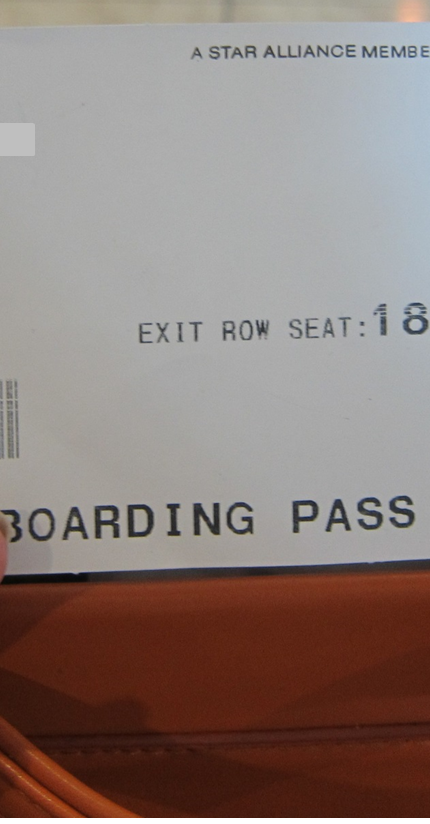 A STAR ALLIANCE MEMBE
EXIT ROW SEAT:18
BOARDING PASS